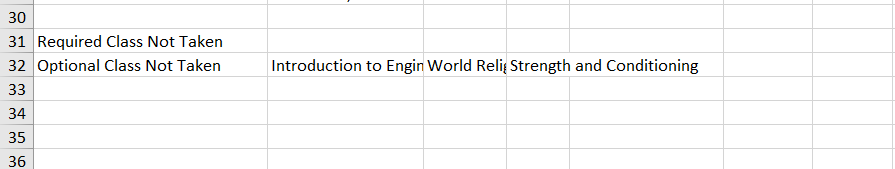 30
31 Required Class Not Taken
32 Optional Class Not Taken Introduction to Engin World Relig Strength and Conditioning
33
34
35
36